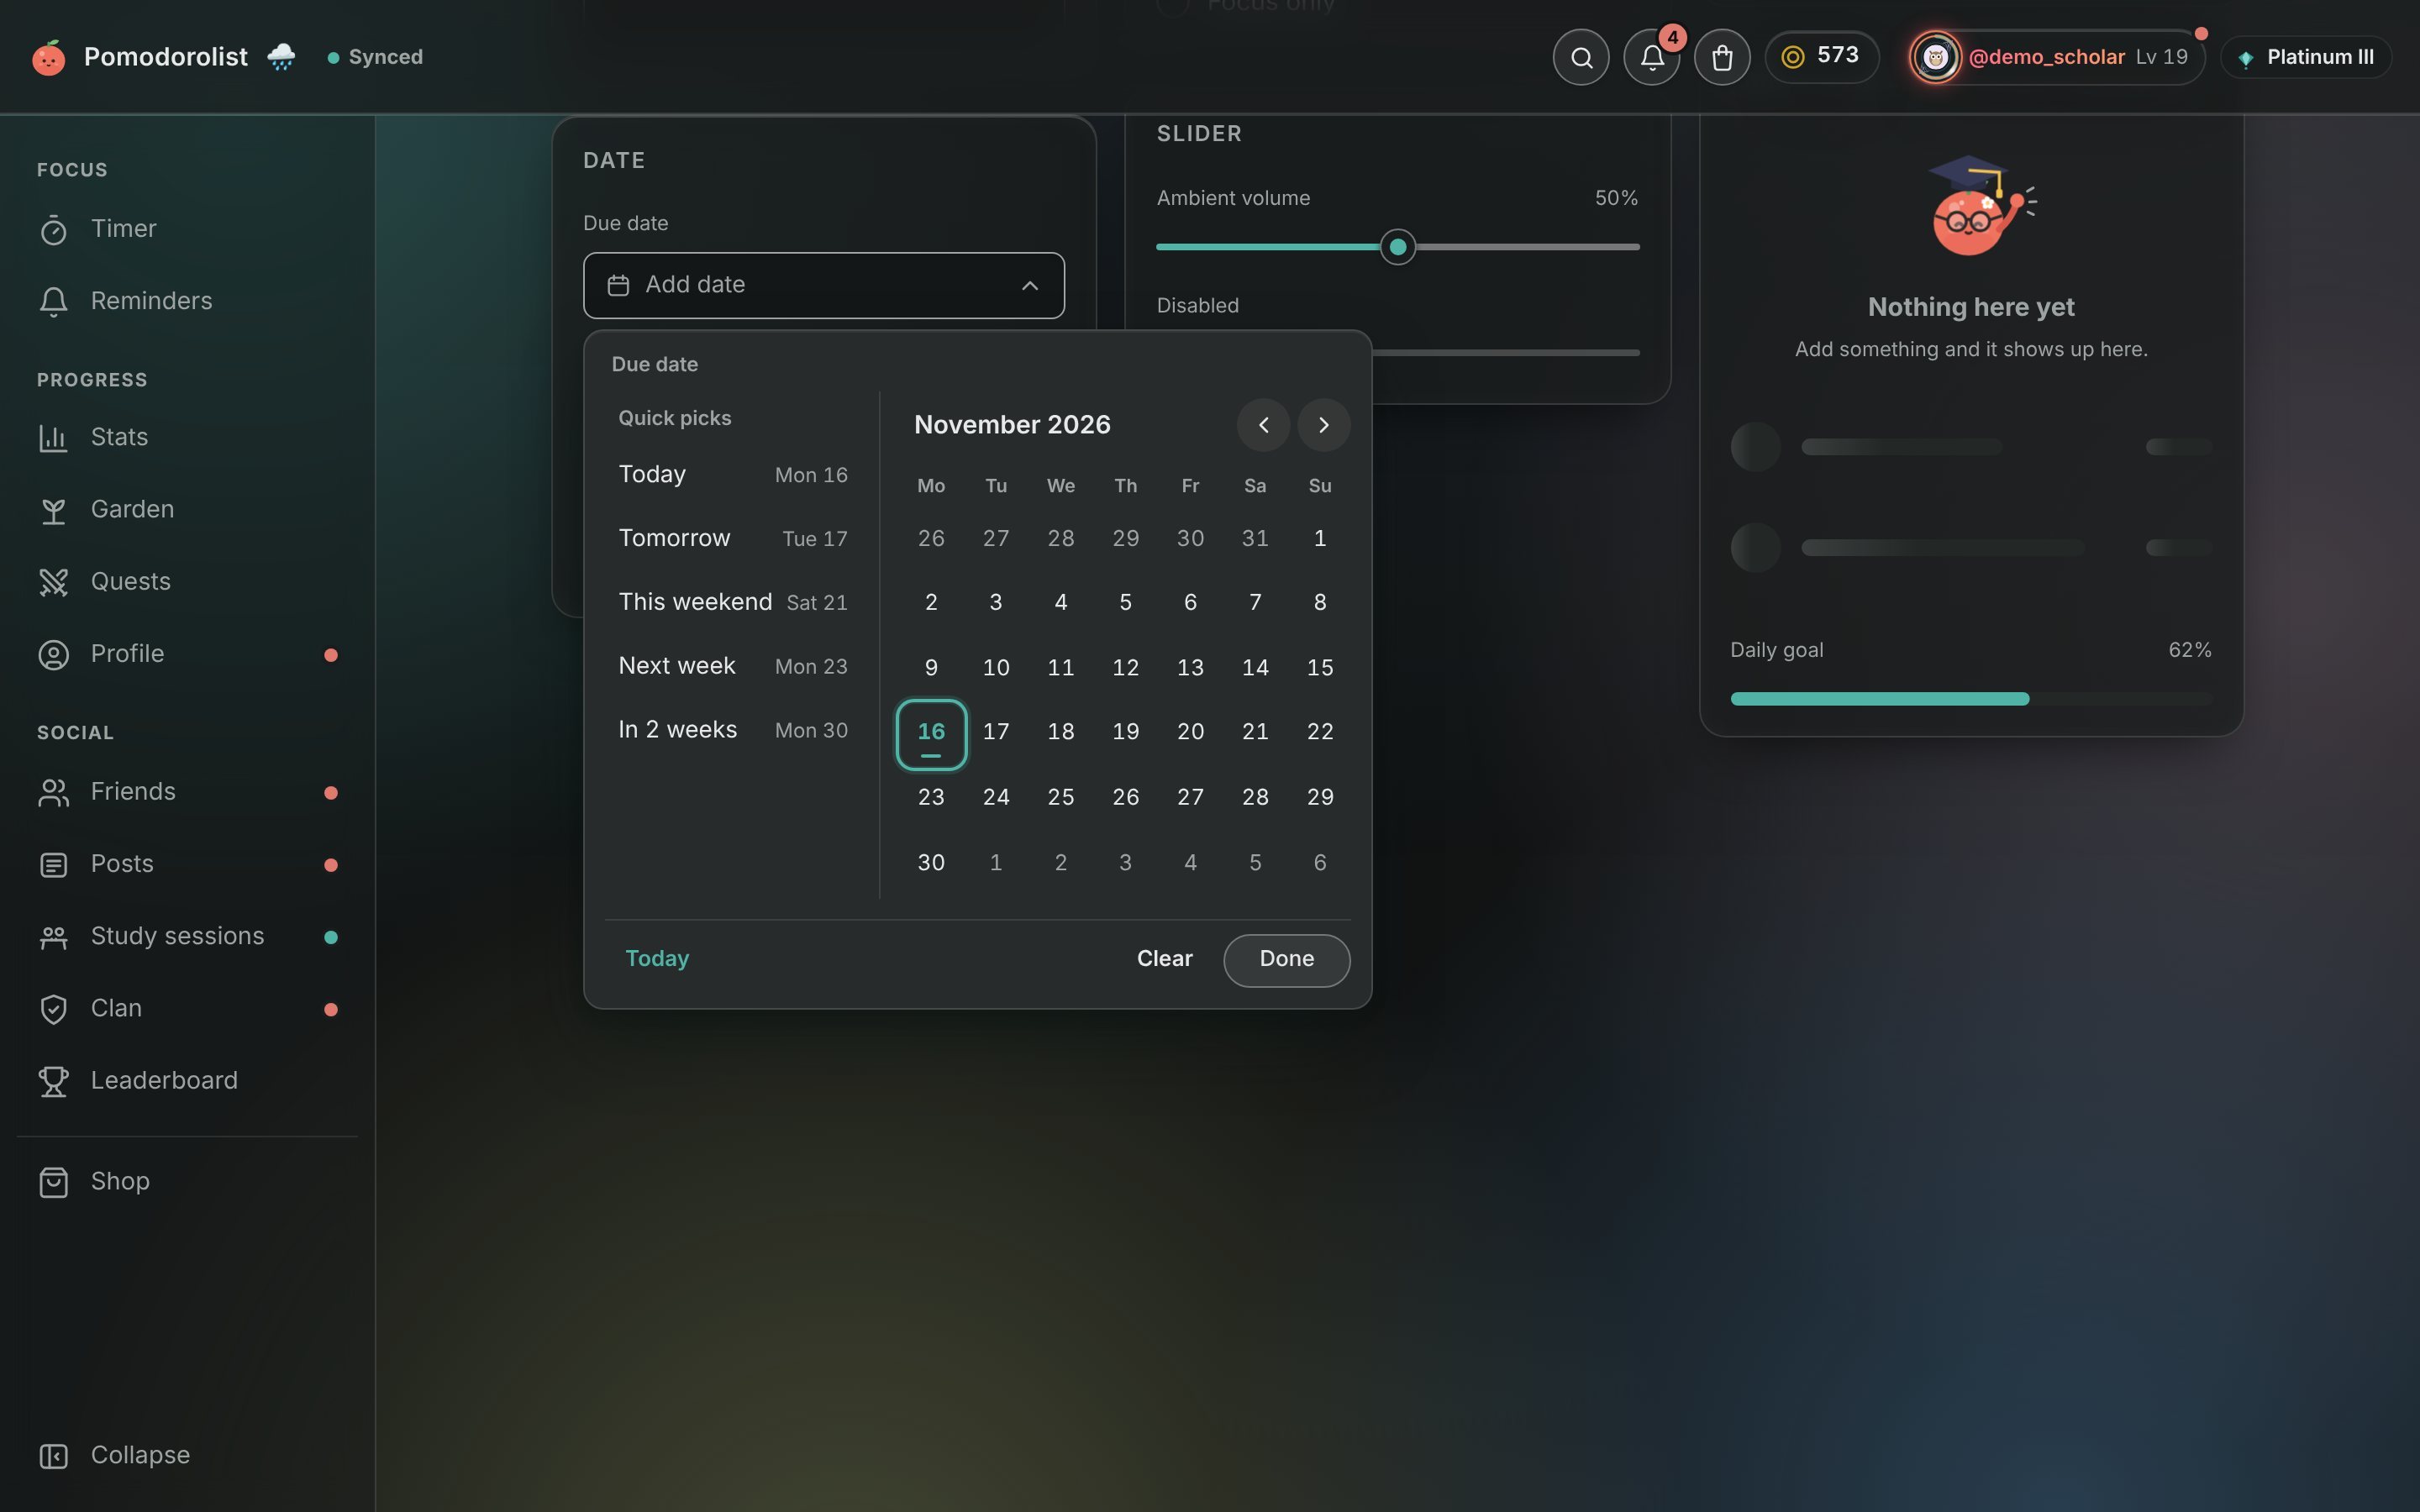 Focus only
Pomodorolist
Synced
4
573
@demo_scholar Lv 19
Platinum III
FOCUS
Timer
Reminders
PROGRESS
Stats
Garden
Quests
Profile
SOCIAL
Friends
Posts
Study sessions
Clan
Leaderboard
Shop
Collapse
DATE
Due date
Add date
Due date
Quick picks
Today Mon 16
Tomorrow Tue 17
This weekend Sat 21
Next week Mon 23
In 2 weeks Mon 30
November 2026
Mo Tu We Th Fr Sa Su
26 27 28 29 30 31 1
2 3 4 5 6 7 8
9 10 11 12 13 14 15
16 17 18 19 20 21 22
23 24 25 26 27 28 29
30 1 2 3 4 5 6
Today
Clear
Done
SLIDER
Ambient volume 50%
Disabled
Nothing here yet
Add something and it shows up here.
Daily goal 62%